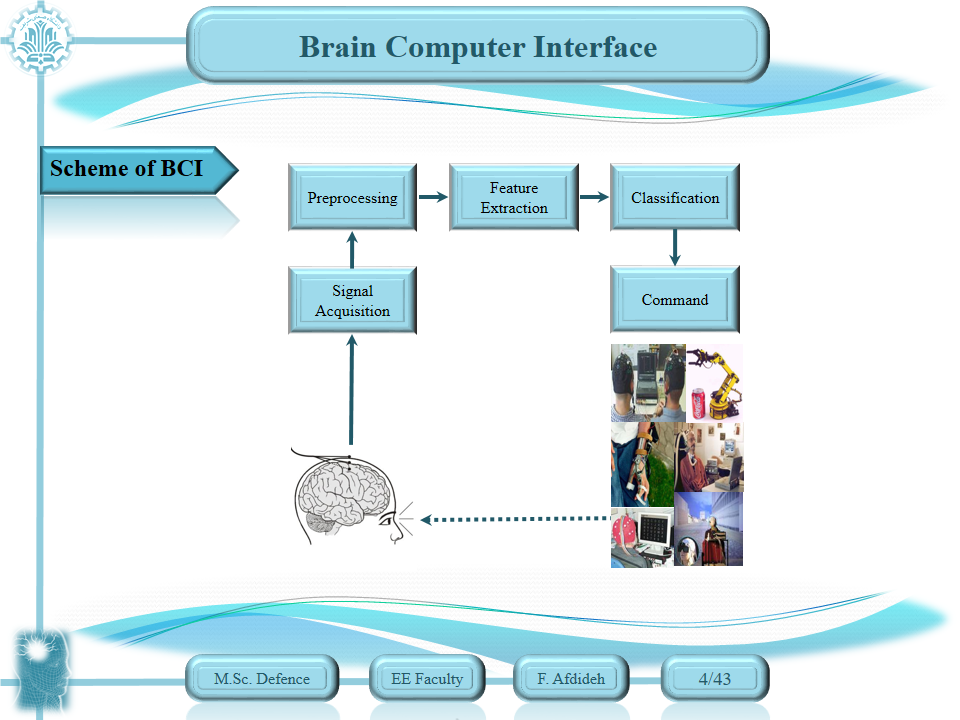 Brain Computer Interface
Scheme of BCI
Preprocessing
Feature
Extraction
Classification
Signal
Acquisition
Command
M.Sc. Defence
EE Faculty
F. Afdideh
4/43